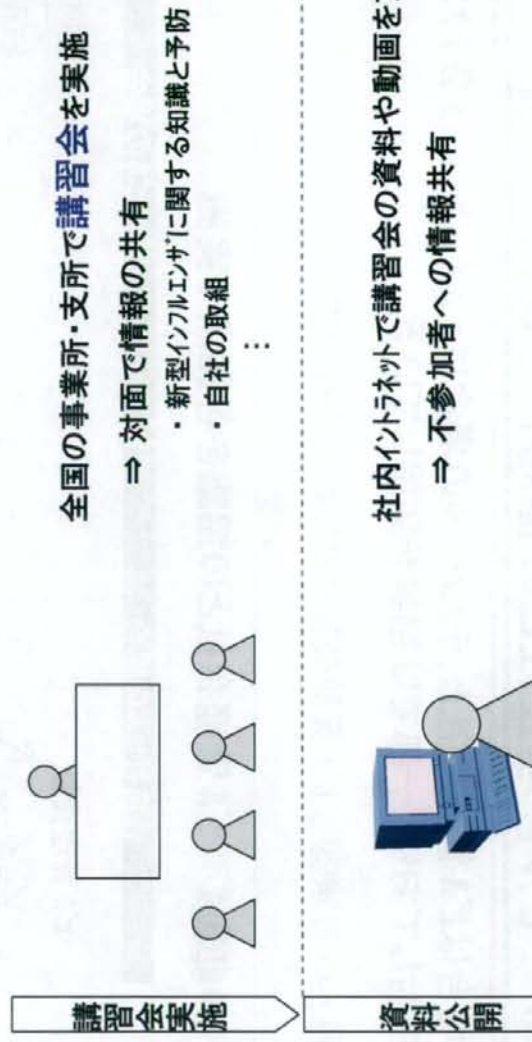 講習会実施
全国の事業所・支所で講習会を実施
⇒ 対面で情報の共有
・新型インフルエンザに関する知識と予防
・自社の取組
⋮
資料公開
社内イントラネットで講習会の資料や動画を
⇒ 不参加者への情報共有